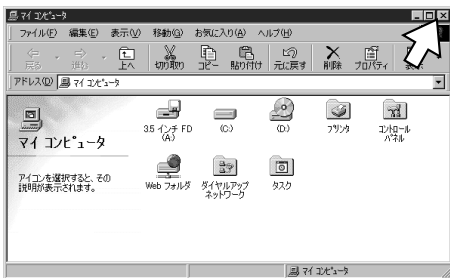 マイ コンピュータ
ファイル(F) 編集(E) 表示(V) 移動(G) お気に入り(A) ヘルプ(H)
戻る 進む 上へ 切り取り コピー 貼り付け 元に戻す 削除 プロパティ 表示
アドレス(D) マイ コンピュータ
マイ コンピュータ
アイコンを選択すると、その
説明が表示されます。
3.5 インチ FD
(A:)
(C:)
(D:)
プリンタ
コントロール
パネル
Web フォルダ
ダイヤルアップ
ネットワーク
タスク
マイ コンピュータ